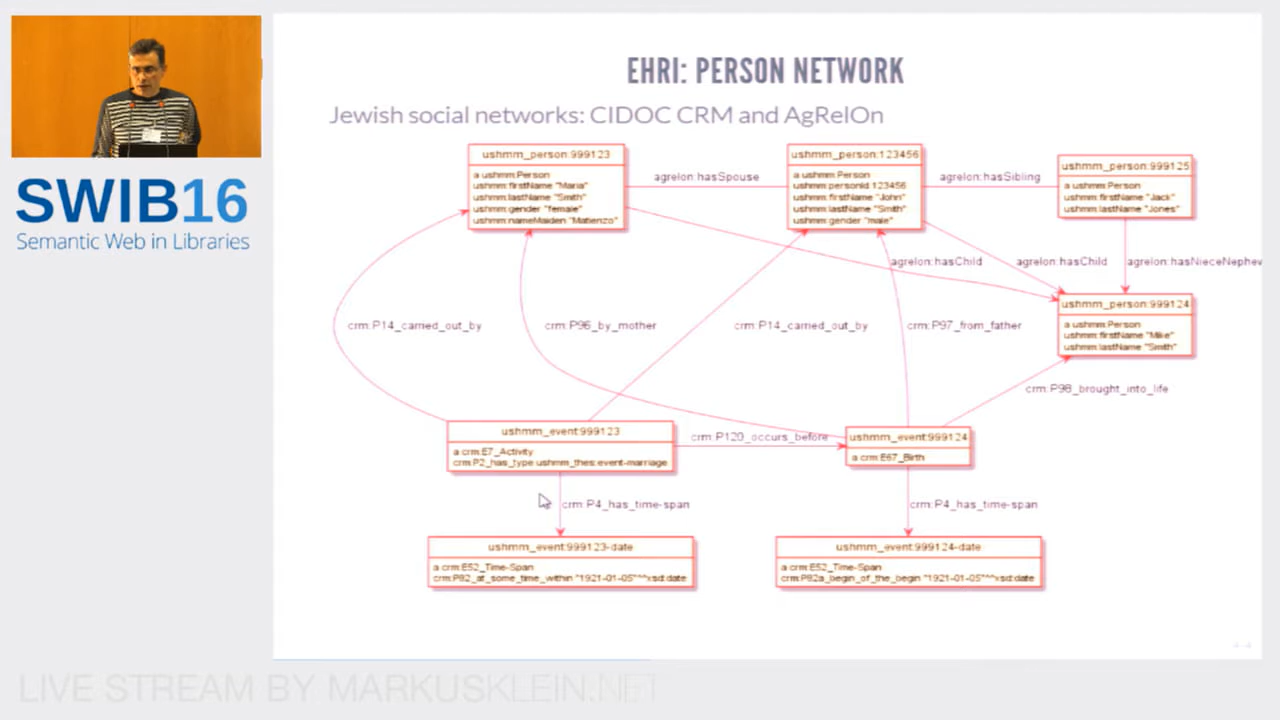 EHRI: PERSON NETWORK
Jewish social networks: CIDOC CRM and AgRelOn
ushmm_person:999123
a ushmm:Person
ushmm:firstName "Maria"
ushmm:lastName "Smith"
ushmm:gender "female"
ushmm:nameMaiden "Matienzo"
agrelon:hasSpouse
ushmm_person:123456
a ushmm:Person
ushmm:personId 123456
ushmm:firstName "John"
ushmm:lastName "Smith"
ushmm:gender "male"
agrelon:hasSibling
ushmm_person:999125
a ushmm:Person
ushmm:firstName "Jack"
ushmm:lastName "Jones"
SWIB16
Semantic Web in Libraries
agrelon:hasChild
agrelon:hasChild
agrelon:hasNieceNephew
ushmm_person:999124
a ushmm:Person
ushmm:firstName "Mike"
ushmm:lastName "Smith"
crm:P14_carried_out_by
crm:P96_by_mother
crm:P14_carried_out_by
crm:P97_from_father
crm:P98_brought_into_life
ushmm_event:999123
a crm:E7_Activity
crm:P2_has_type ushmm_thes:event-marriage
crm:P120_occurs_before
ushmm_event:999124
a crm:E67_Birth
crm:P4_has_time-span
crm:P4_has_time-span
ushmm_event:999123-date
a crm:E52_Time-Span
crm:P82_at_some_time_within "1921-01-05"^^xsd:date
ushmm_event:999124-date
a crm:E52_Time-Span
crm:P82a_begin_of_the_begin "1921-01-05"^^xsd:date
LIVE STREAM BY MARKUSKLEIN.NET